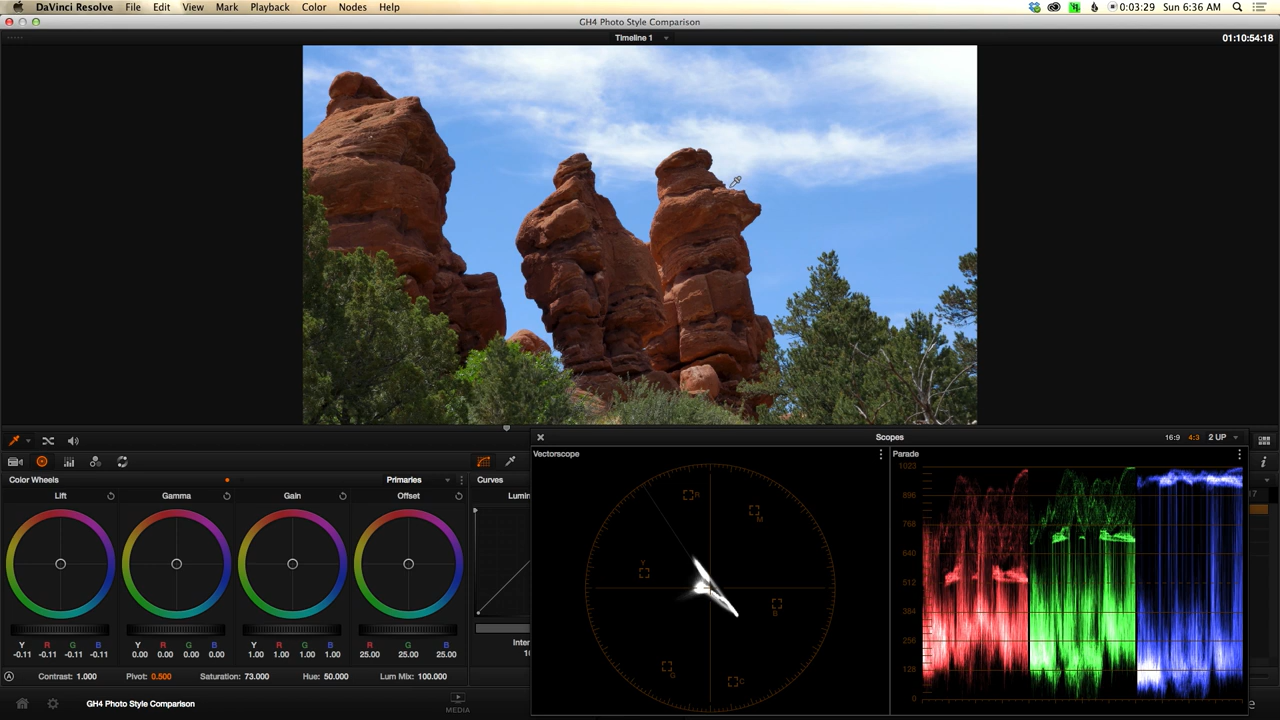 DaVinci Resolve File Edit View Mark Playback Color Nodes Help 0:03:29 Sun 6:36 AM
GH4 Photo Style Comparison
Timeline 1 01:10:54:18
Scopes 16:9 4:3 2 UP
Vectorscope Parade
R M Y B G C
1023
896
768
640
512
384
256
128
0
Color Wheels Primaries Curves
Lift Gamma Gain Offset Lumin
Y R G B Y R G B Y R G B R G B
-0.11 -0.11 -0.11 -0.11 0.00 0.00 0.00 0.00 1.00 1.00 1.00 1.00 25.00 25.00 25.00
Inter
A Contrast: 1.000 Pivot: 0.500 Saturation: 73.000 Hue: 50.000 Lum Mix: 100.000
GH4 Photo Style Comparison MEDIA